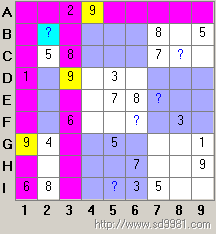 A 2 9
B ? 8 5
C 5 8 7 ?
D 1 9 3
E 7 8 ?
F 6 ? 3
G 9 4 5 1
H 7 9
I 6 8 ? 3 5
1 2 3 4 5 6 7 8 9
http://www.sd9981.com